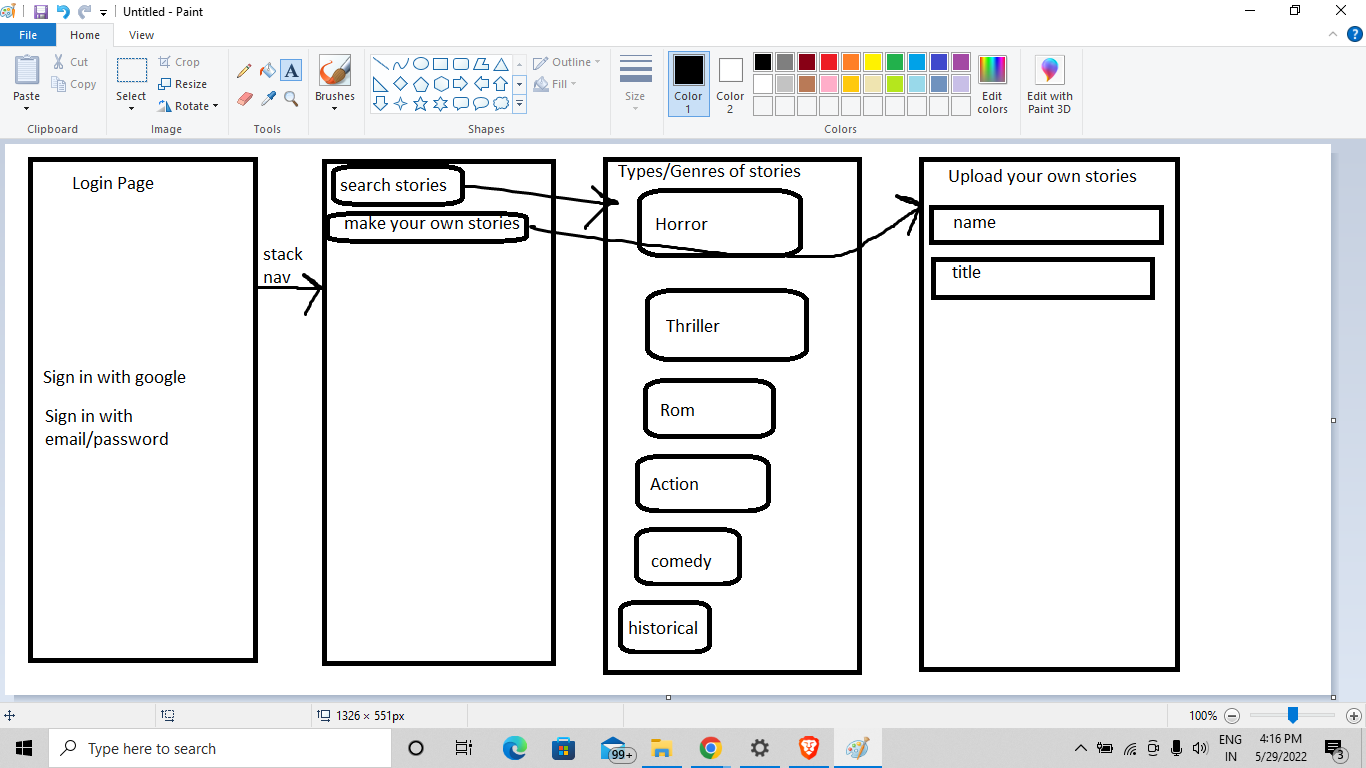 Untitled - Paint
File
Home
View
Paste
Cut
Copy
Clipboard
Select
Crop
Resize
Rotate
Image
A
Tools
Brushes
Outline
Fill
Shapes
Size
Color 1
Color 2
Edit colors
Colors
Edit with Paint 3D
Login Page
Sign in with google
Sign in with
email/password
stack
nav
search stories
make your own stories
Types/Genres of stories
Horror
Thriller
Rom
Action
comedy
historical
Upload your own stories
name
title
1326 × 551px
100%
Type here to search
99+
ENG
IN
4:16 PM
5/29/2022
3